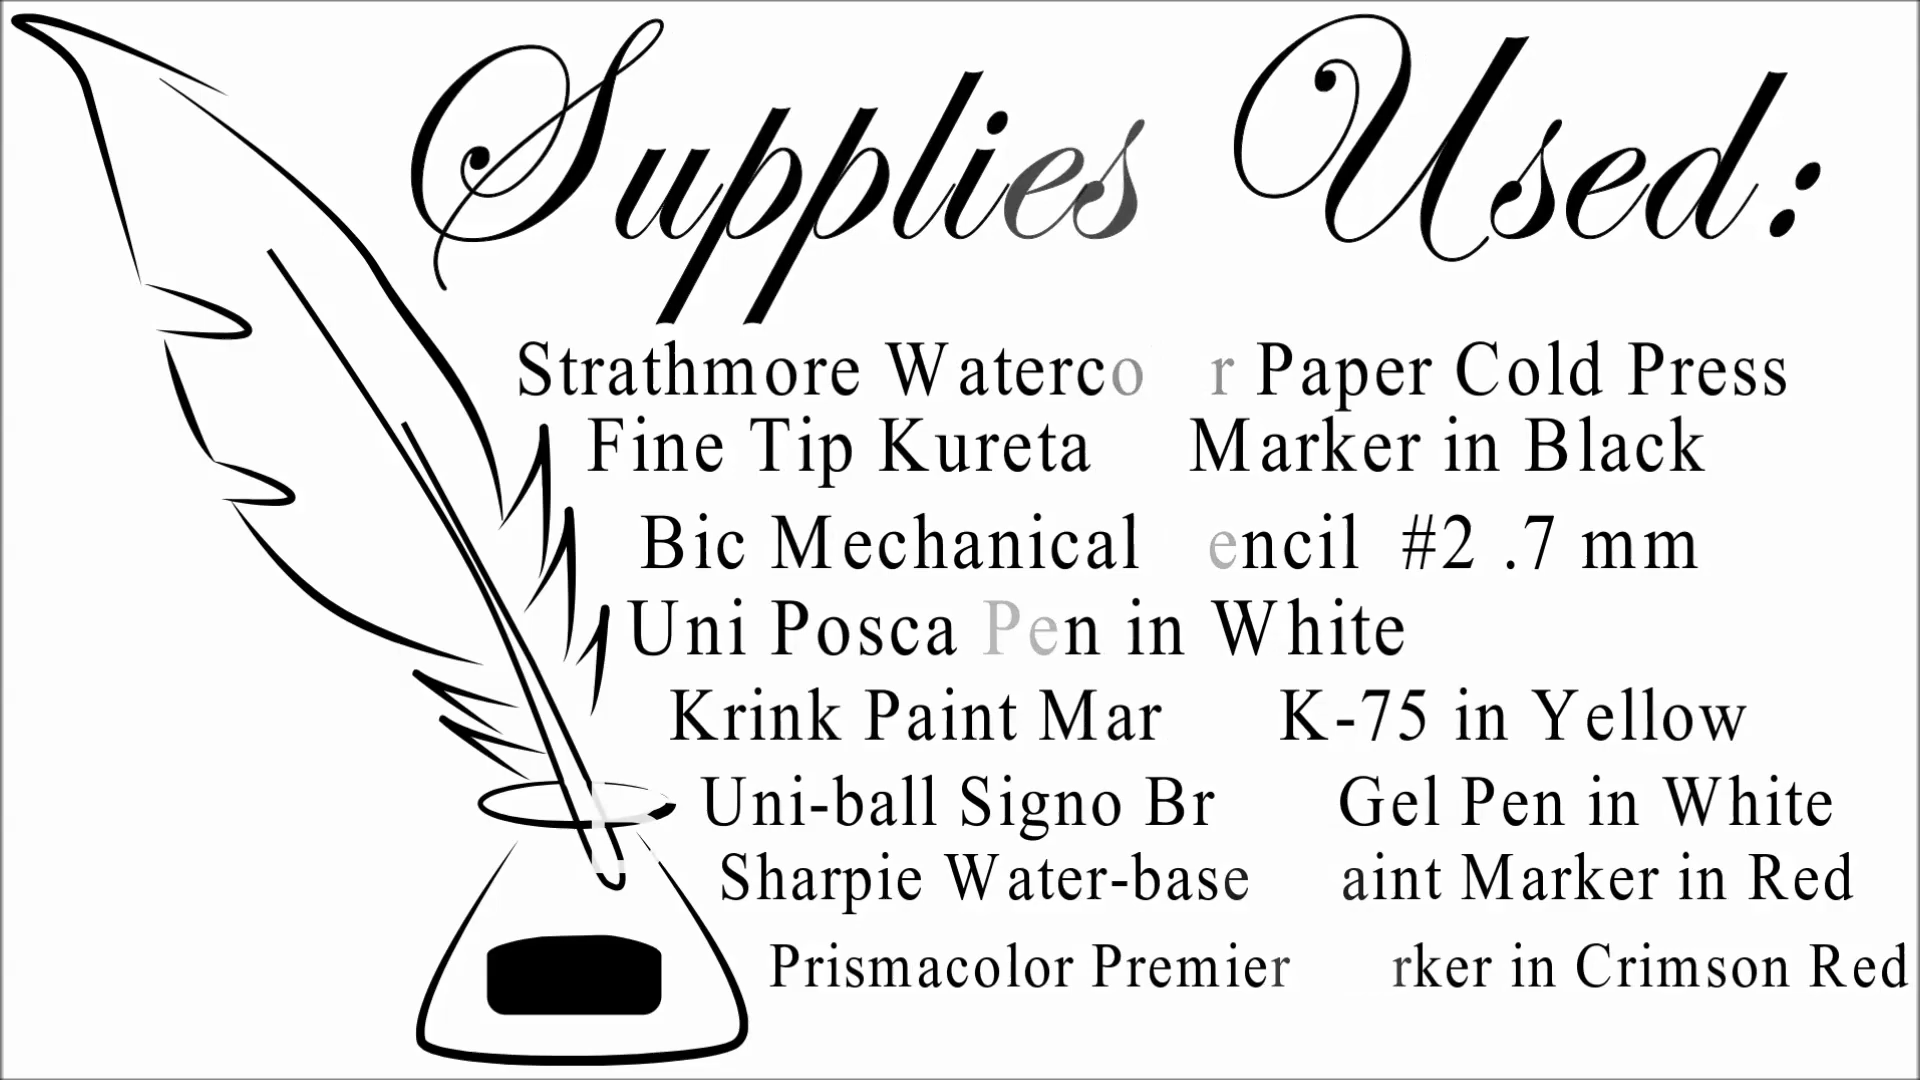 Supplies Used:
Strathmore Waterco r Paper Cold Press
Fine Tip Kureta Marker in Black
Bic Mechanical encil #2 .7 mm
Uni Posca Pen in White
Krink Paint Mar K-75 in Yellow
Uni-ball Signo Br Gel Pen in White
Sharpie Water-base aint Marker in Red
Prismacolor Premier rker in Crimson Red